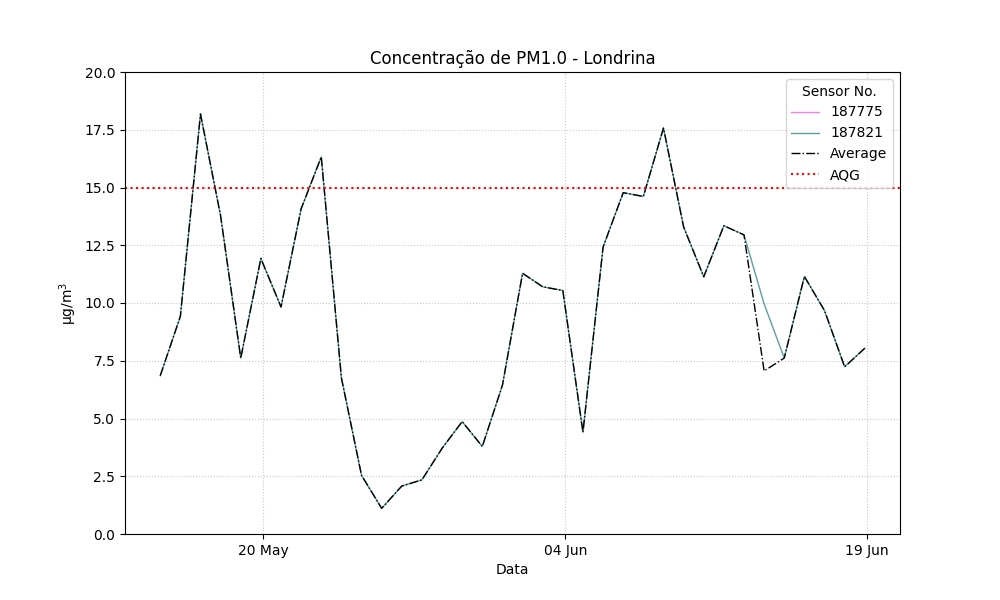 Concentração de PM1.0 - Londrina
20.0
17.5
15.0
12.5
10.0
7.5
5.0
2.5
0.0
µg/m³
Sensor No.
187775
187821
Average
AQG
20 May
04 Jun
19 Jun
Data